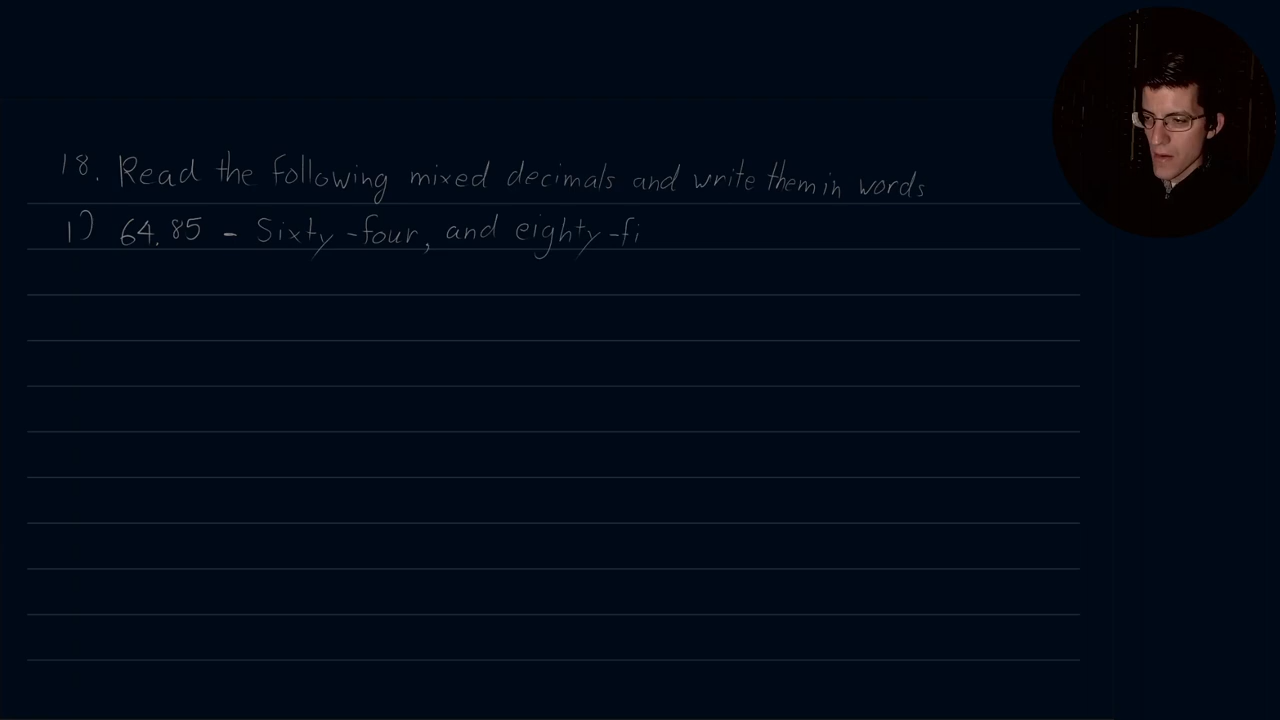 18. Read the following mixed decimals and write them in words
1) 64.85 - Sixty-four, and eighty-fi